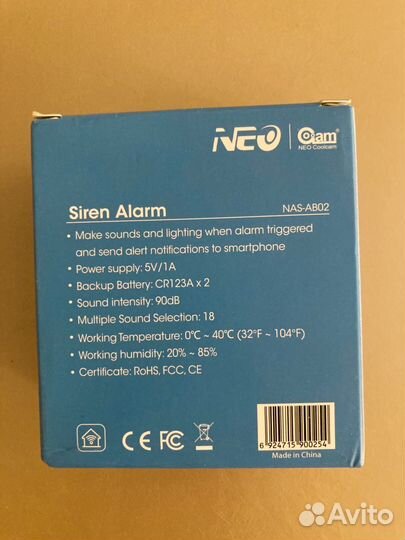 NEO
Coam®
NEO Coolcam
Siren Alarm
NAS-AB02
• Make sounds and lighting when alarm triggered
and send alert notifications to smartphone
• Power supply: 5V/1A
• Backup Battery: CR123A x 2
• Sound intensity: 90dB
• Multiple Sound Selection: 18
• Working Temperature: 0℃ ~ 40℃ (32°F ~ 104°F)
• Working humidity: 20% ~ 85%
• Certificate: RoHS, FCC, CE
CE FC
6 924715 900254
Made in China
Avito